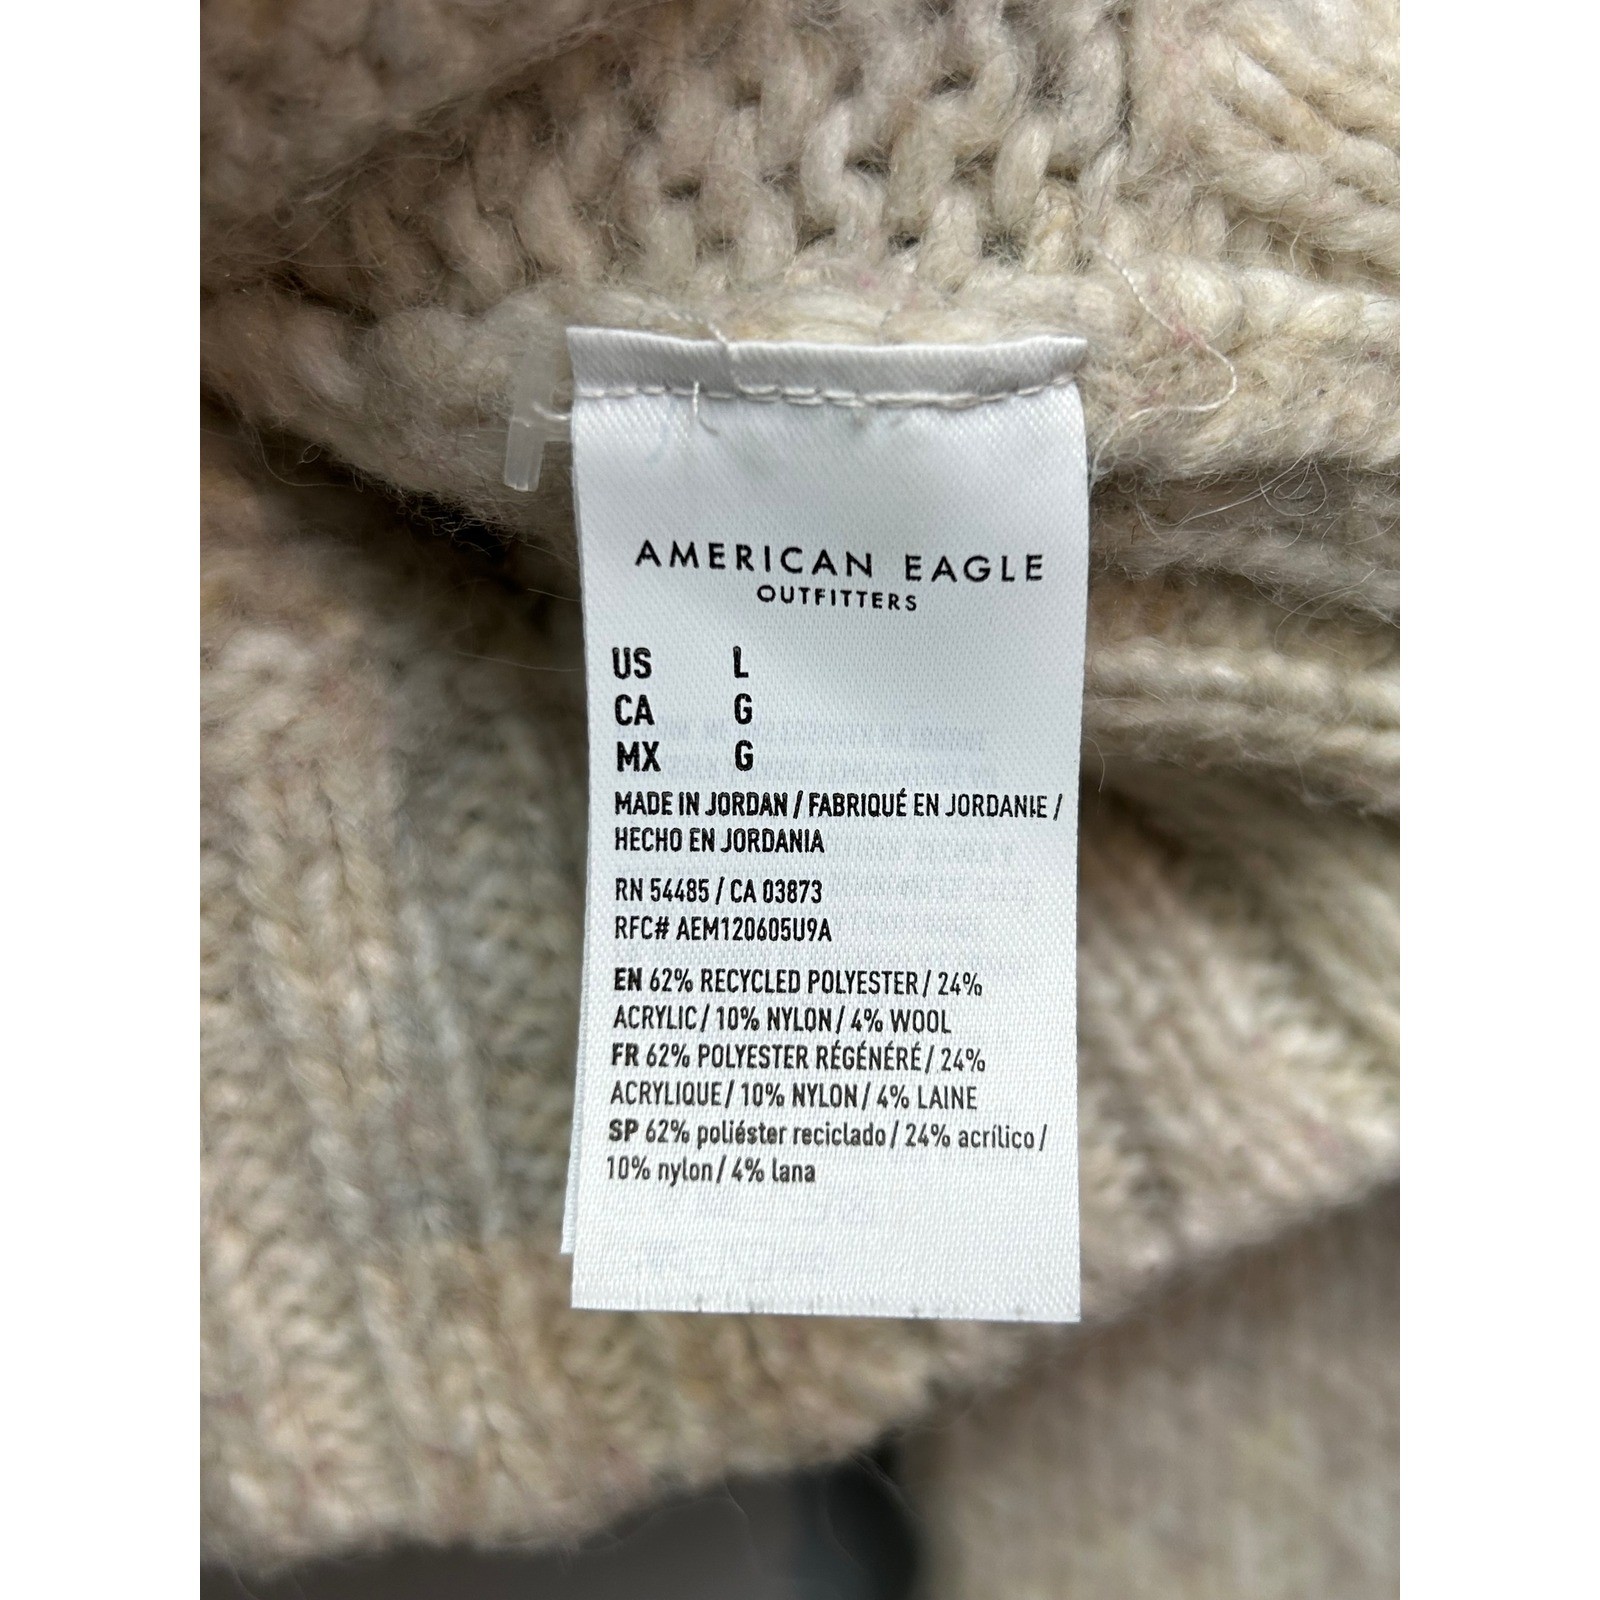 AMERICAN EAGLE
OUTFITTERS
US L
CA G
MX G
MADE IN JORDAN / FABRIQUÉ EN JORDANIE /
HECHO EN JORDANIA
RN 54485 / CA 03873
RFC# AEM120605U9A
EN 62% RECYCLED POLYESTER / 24%
ACRYLIC / 10% NYLON / 4% WOOL
FR 62% POLYESTER RÉGÉNÉRÉ / 24%
ACRYLIQUE / 10% NYLON / 4% LAINE
SP 62% poliéster reciclado / 24% acrílico /
10% nylon / 4% lana